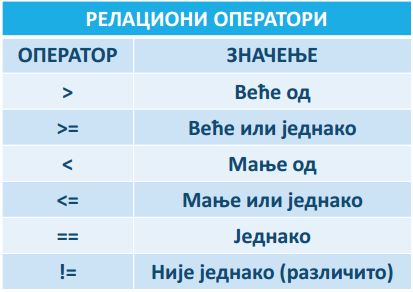 РЕЛАЦИОНИ ОПЕРАТОРИ
ОПЕРАТОР ЗНАЧЕЊЕ
> Веће од
>= Веће или једнако
< Мање од
<= Мање или једнако
== Једнако
!= Није једнако (различито)